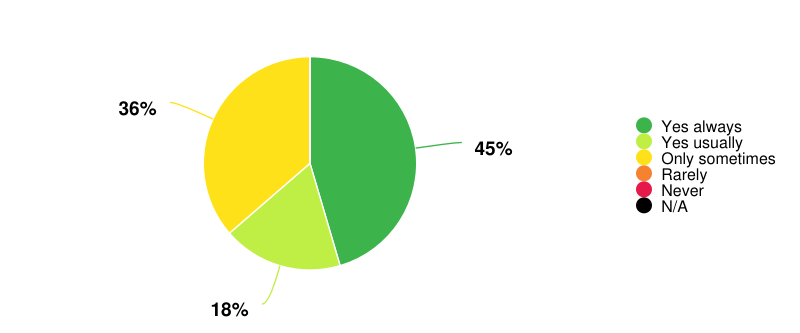 36%
45%
18%
Yes always
Yes usually
Only sometimes
Rarely
Never
N/A